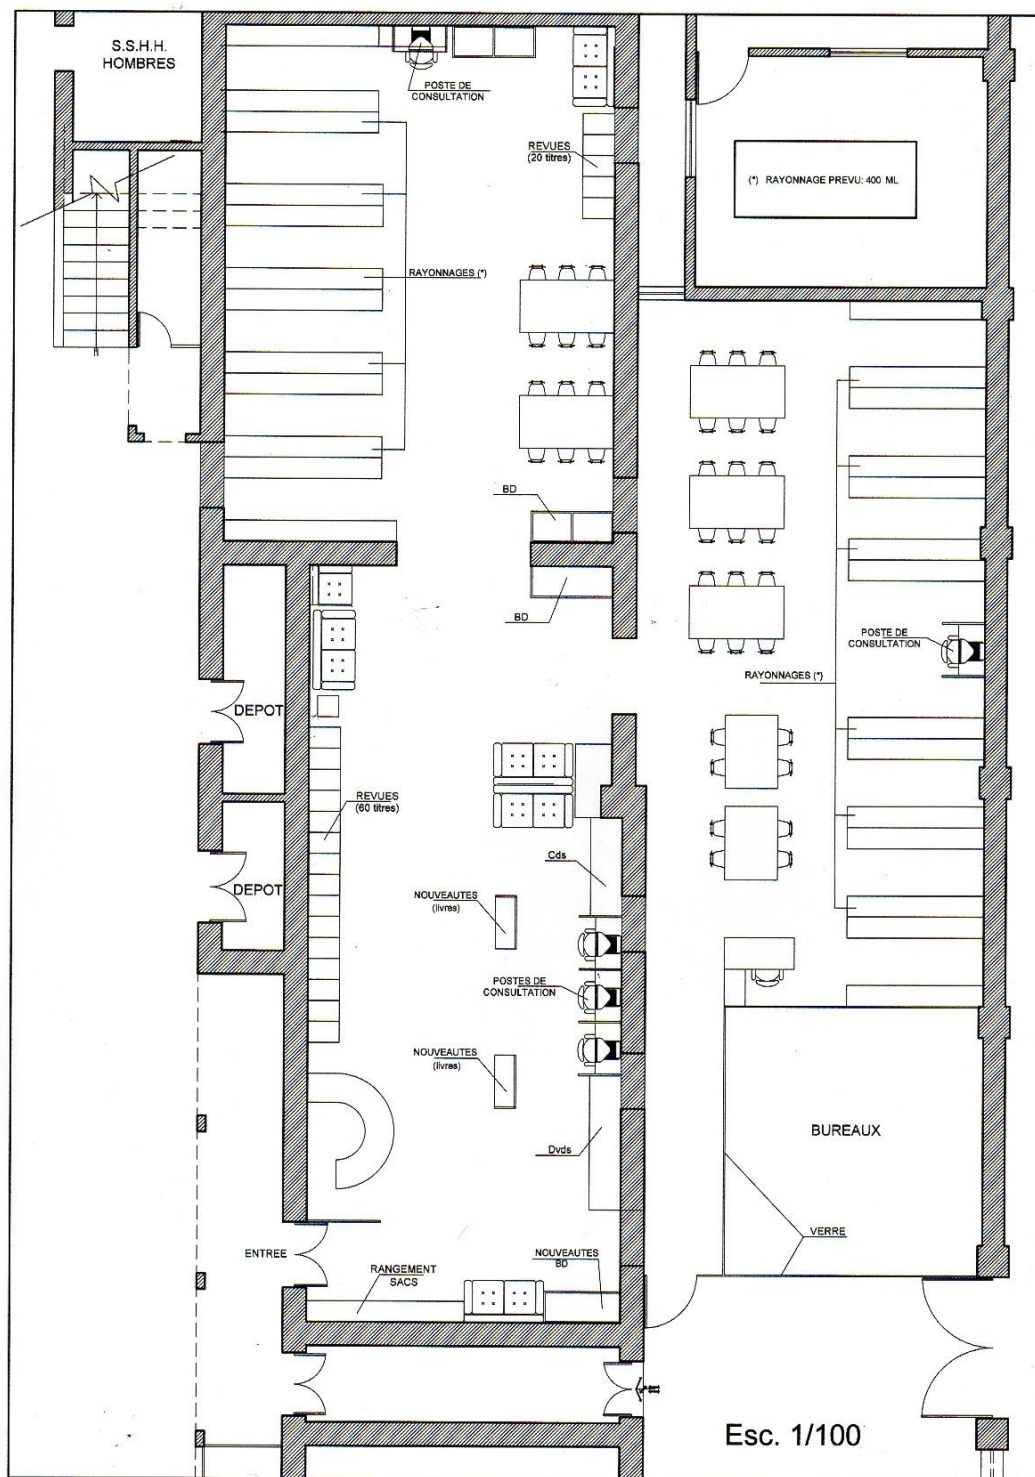 S.S.H.H.
HOMBRES
POSTE DE
CONSULTATION
REVUES
(20 titres)
(*) RAYONNAGE PREVU: 400 ML
RAYONNAGES (*)
BD
BD
POSTE DE
CONSULTATION
RAYONNAGES (*)
DEPOT
REVUES
(60 titres)
Cds
DEPOT
NOUVEAUTES
(livres)
POSTES DE
CONSULTATION
NOUVEAUTES
(livres)
BUREAUX
Dvds
VERRE
ENTREE
NOUVEAUTES
BD
RANGEMENT
SACS
Esc. 1/100